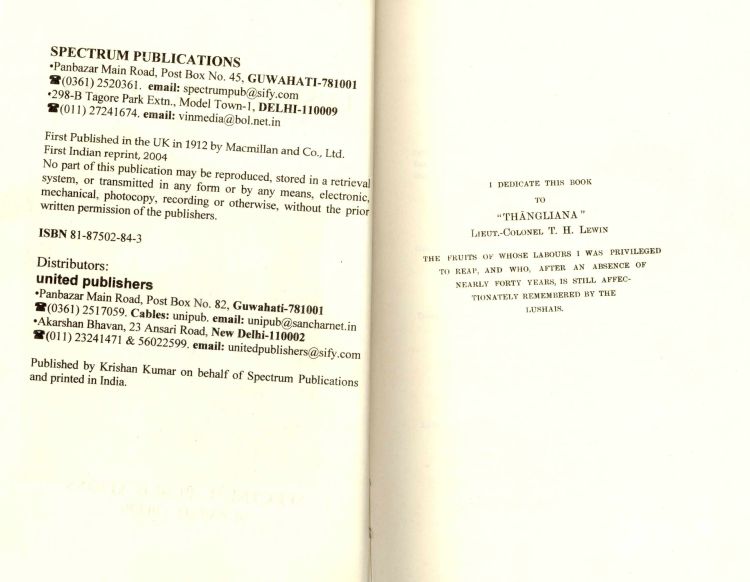 SPECTRUM PUBLICATIONS
•Panbazar Main Road, Post Box No. 45, GUWAHATI-781001
☎(0361) 2520361. email: spectrumpub@sify.com
•298-B Tagore Park Extn., Model Town-1, DELHI-110009
☎(011) 27241674. email: vinmedia@bol.net.in
First Published in the UK in 1912 by Macmillan and Co., Ltd.
First Indian reprint, 2004
No part of this publication may be reproduced, stored in a retrieval
system, or transmitted in any form or by any means, electronic,
mechanical, photocopy, recording or otherwise, without the prior
written permission of the publishers.
ISBN 81-87502-84-3
Distributors:
united publishers
•Panbazar Main Road, Post Box No. 82, Guwahati-781001
☎(0361) 2517059. Cables: unipub. email: unipub@sancharnet.in
•Akarshan Bhavan, 23 Ansari Road, New Delhi-110002
☎(011) 23241471 & 56022599. email: unitedpublishers@sify.com
Published by Krishan Kumar on behalf of Spectrum Publications
and printed in India.
I DEDICATE THIS BOOK
TO
"THÂNGLIANA"
LIEUT.-COLONEL T. H. LEWIN
THE FRUITS OF WHOSE LABOURS I WAS PRIVILEGED
TO REAP, AND WHO, AFTER AN ABSENCE OF
NEARLY FORTY YEARS, IS STILL AFFEC-
TIONATELY REMEMBERED BY THE
LUSHAIS.